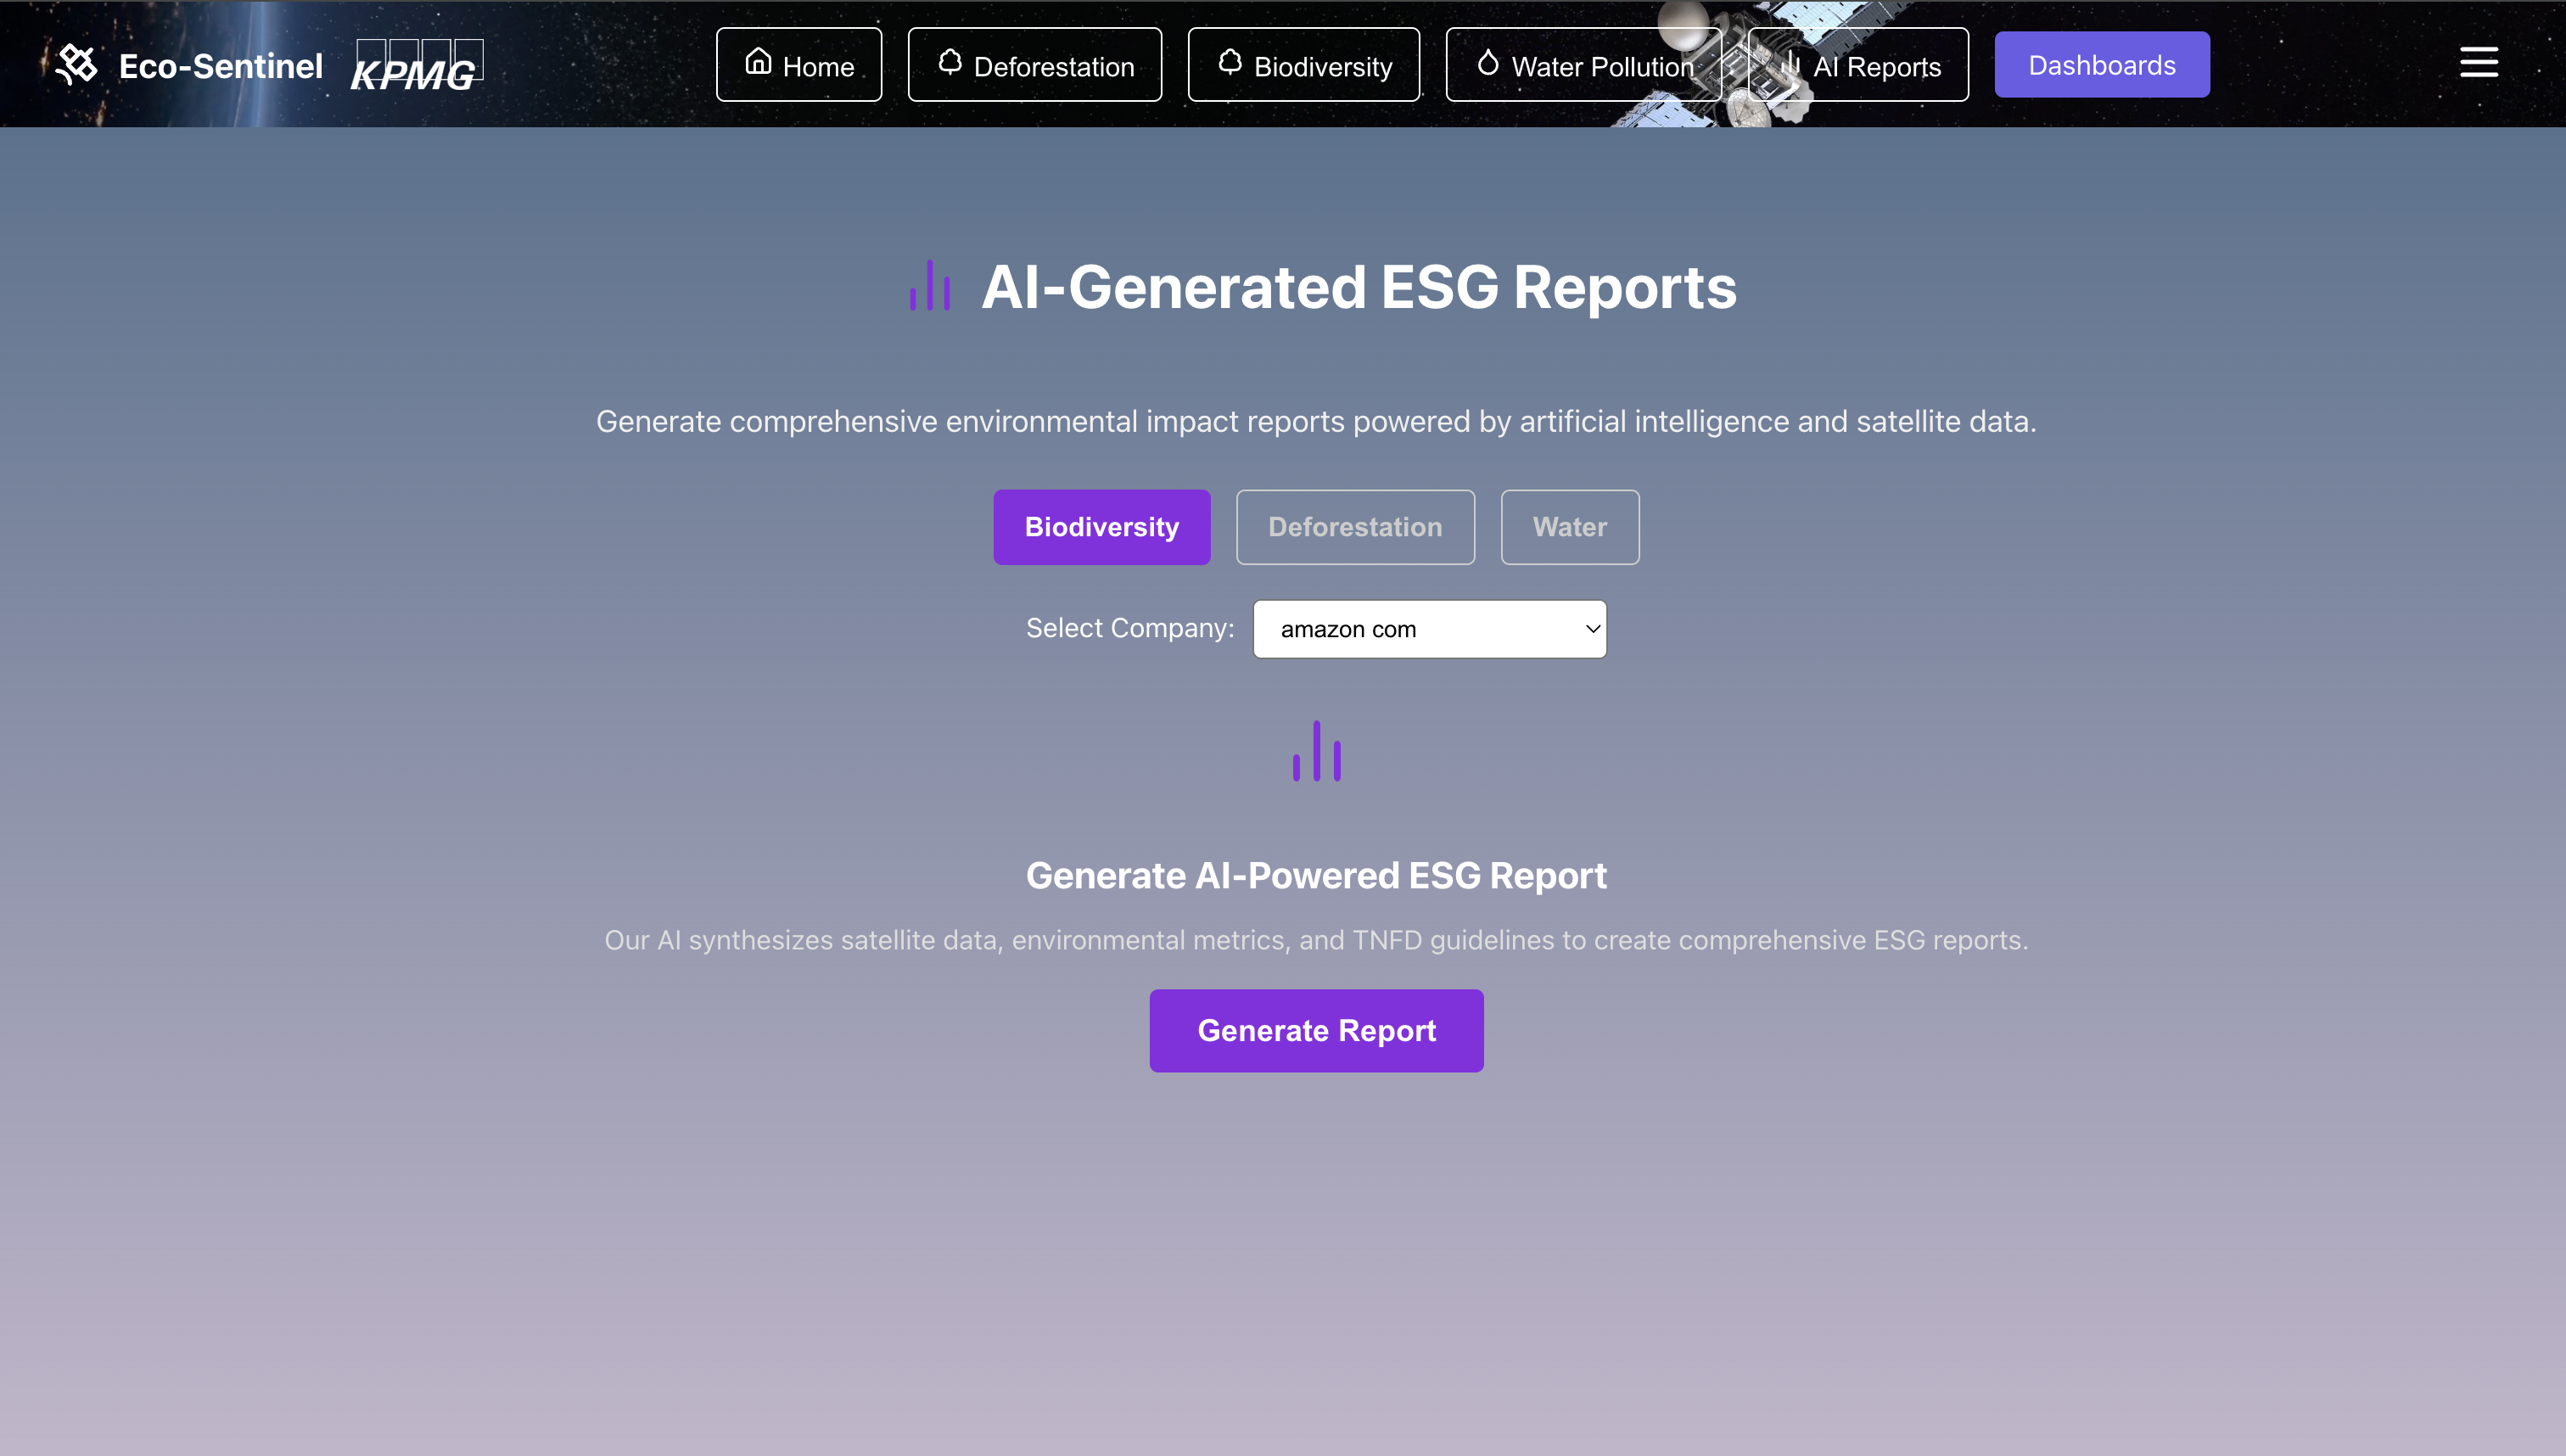 Eco-Sentinel KPMG Home Deforestation Biodiversity Water Pollution AI Reports Dashboards
AI-Generated ESG Reports
Generate comprehensive environmental impact reports powered by artificial intelligence and satellite data.
Biodiversity Deforestation Water
Select Company: amazon com
Generate AI-Powered ESG Report
Our AI synthesizes satellite data, environmental metrics, and TNFD guidelines to create comprehensive ESG reports.
Generate Report